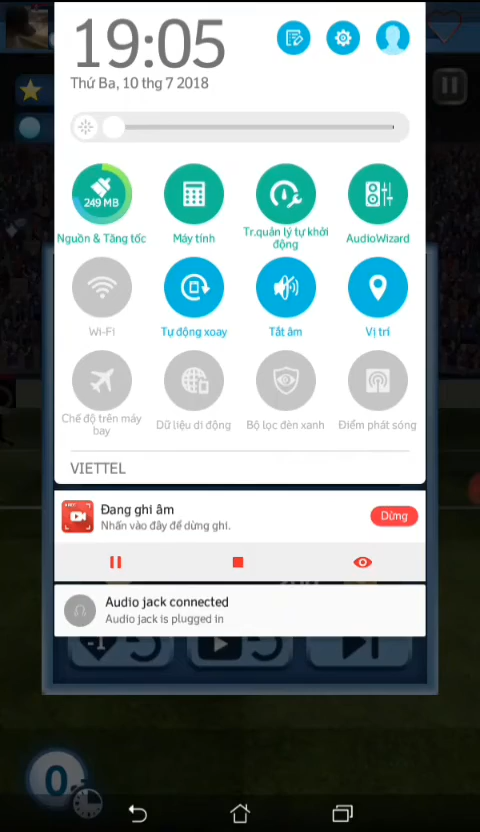 19:05
Thứ Ba, 10 thg 7 2018
249 MB
Nguồn & Tăng tốc
Máy tính
Tr.quản lý tự khởi
động
AudioWizard
Wi-Fi
Tự động xoay
Tắt âm
Vị trí
Chế độ trên máy
bay
Dữ liệu di động
Bộ lọc đèn xanh
Điểm phát sóng
VIETTEL
Đang ghi âm
Nhấn vào đây để dừng ghi.
Dừng
Audio jack connected
Audio jack is plugged in
-1
0